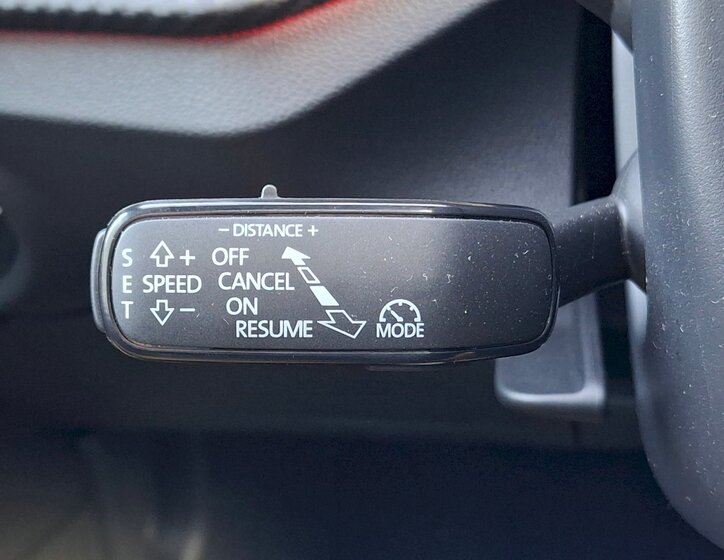 - DISTANCE +
S + OFF
E SPEED CANCEL
T - ON
RESUME MODE